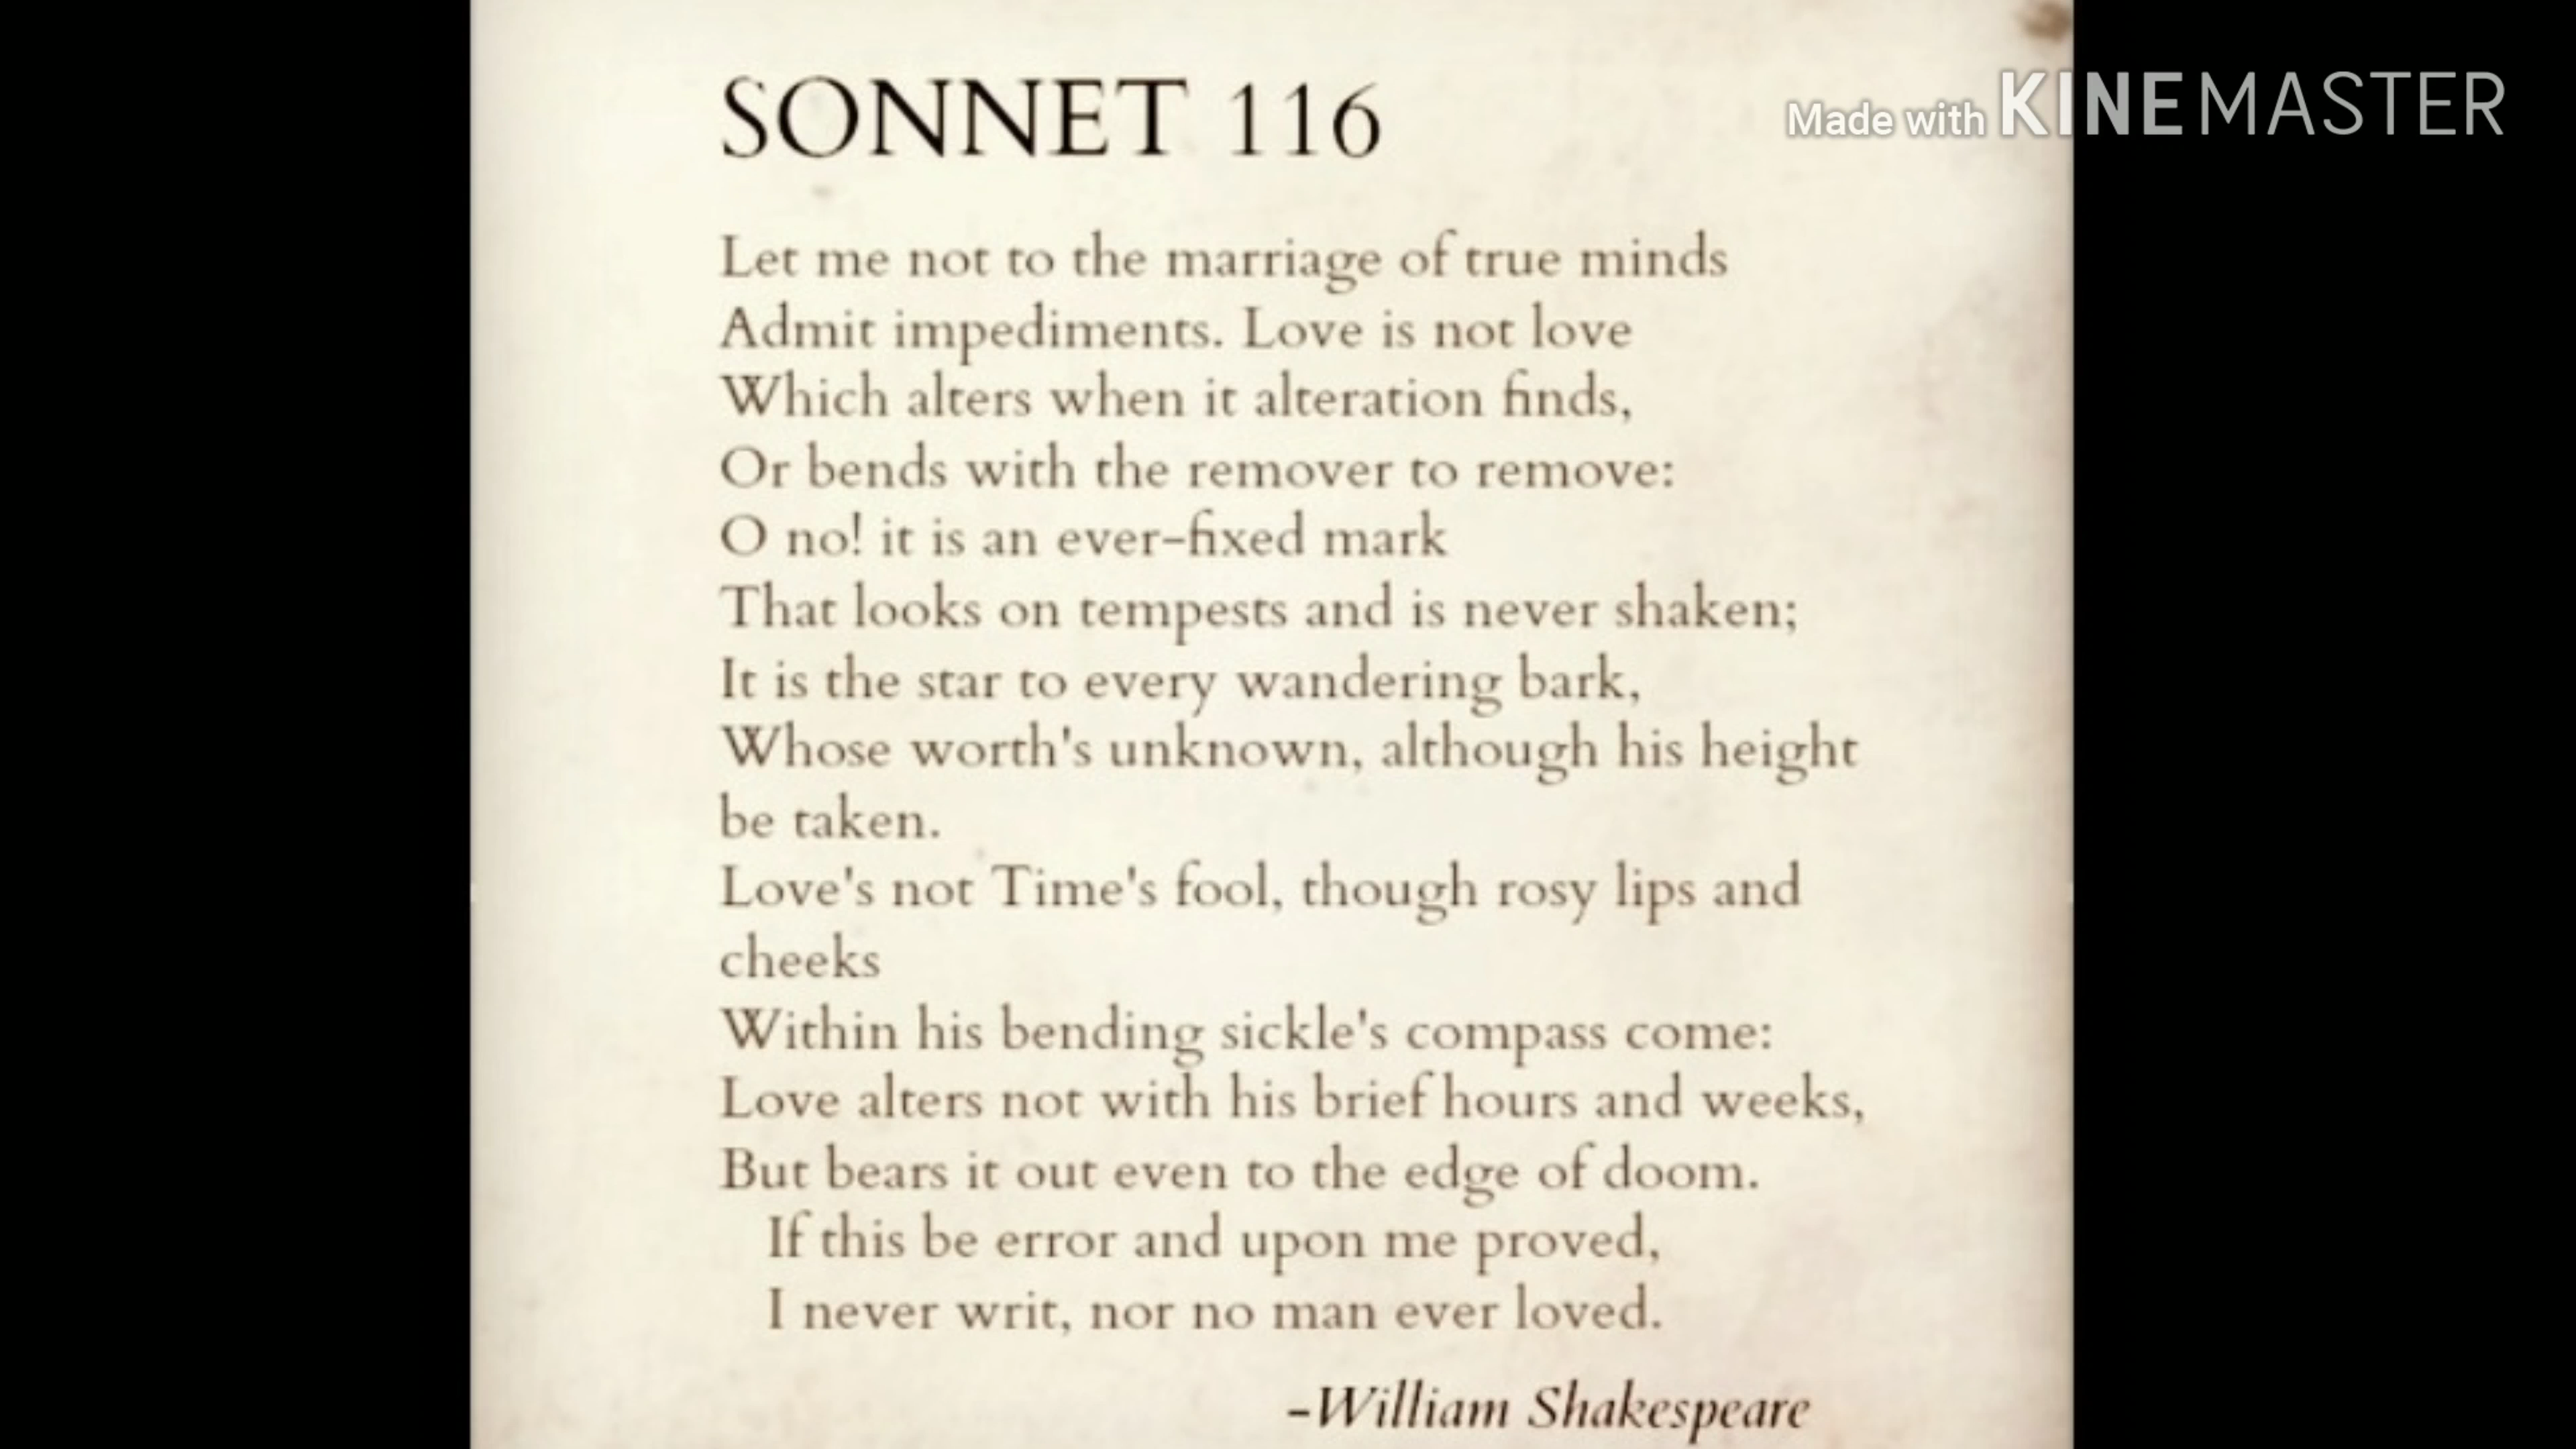 SONNET 116
Made with KINEMASTER
Let me not to the marriage of true minds
Admit impediments. Love is not love
Which alters when it alteration finds,
Or bends with the remover to remove:
O no! it is an ever-fixed mark
That looks on tempests and is never shaken;
It is the star to every wandering bark,
Whose worth's unknown, although his height
be taken.
Love's not Time's fool, though rosy lips and
cheeks
Within his bending sickle's compass come:
Love alters not with his brief hours and weeks,
But bears it out even to the edge of doom.
If this be error and upon me proved,
I never writ, nor no man ever loved.
-William Shakespeare